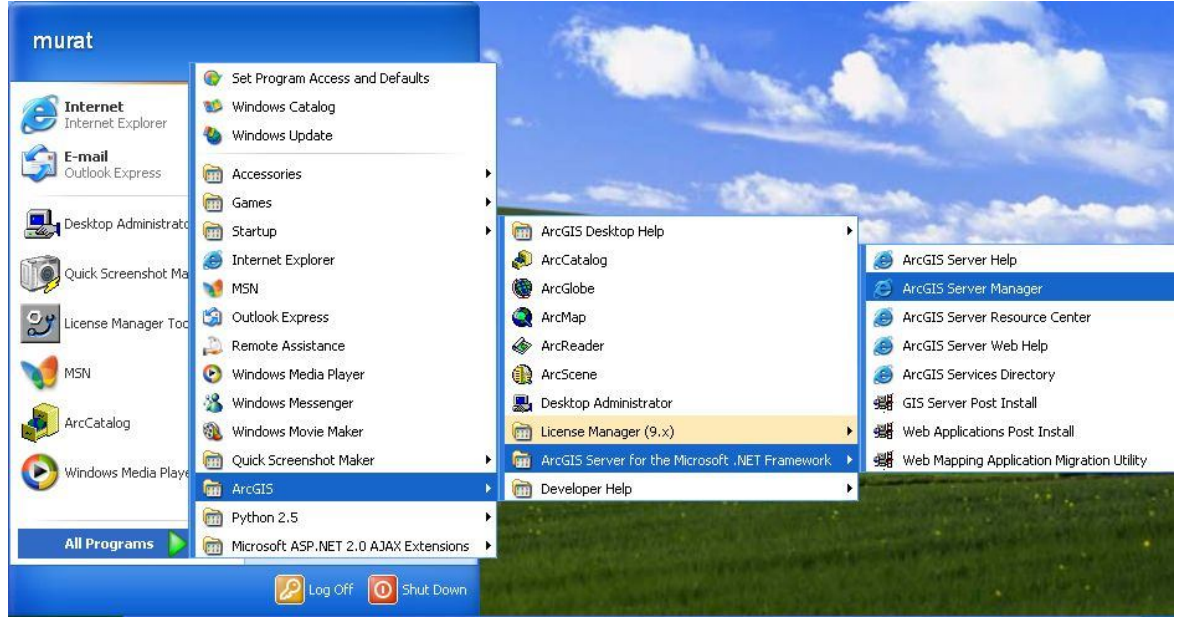 murat
Internet
Internet Explorer
E-mail
Outlook Express
Desktop Administrato
Quick Screenshot Ma
License Manager Too
MSN
ArcCatalog
Windows Media Playe
All Programs
Set Program Access and Defaults
Windows Catalog
Windows Update
Accessories
Games
Startup
Internet Explorer
MSN
Outlook Express
Remote Assistance
Windows Media Player
Windows Messenger
Windows Movie Maker
Quick Screenshot Maker
ArcGIS
Python 2.5
Microsoft ASP.NET 2.0 AJAX Extensions
ArcGIS Desktop Help
ArcCatalog
ArcGlobe
ArcMap
ArcReader
ArcScene
Desktop Administrator
License Manager (9.x)
ArcGIS Server for the Microsoft .NET Framework
Developer Help
ArcGIS Server Help
ArcGIS Server Manager
ArcGIS Server Resource Center
ArcGIS Server Web Help
ArcGIS Services Directory
GIS Server Post Install
Web Applications Post Install
Web Mapping Application Migration Utility
Log Off
Shut Down